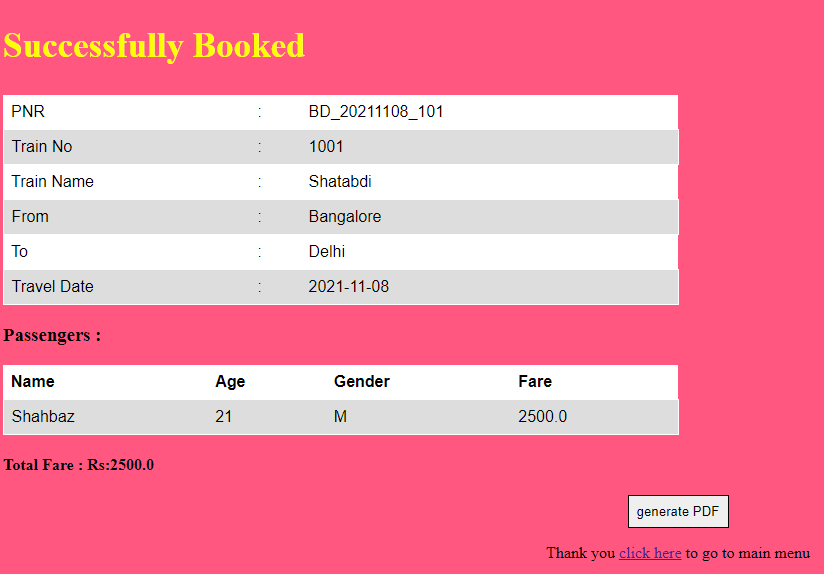 Successfully Booked
PNR : BD_20211108_101
Train No : 1001
Train Name : Shatabdi
From : Bangalore
To : Delhi
Travel Date : 2021-11-08
Passengers :
Name Age Gender Fare
Shahbaz 21 M 2500.0
Total Fare : Rs:2500.0
generate PDF
Thank you click here to go to main menu